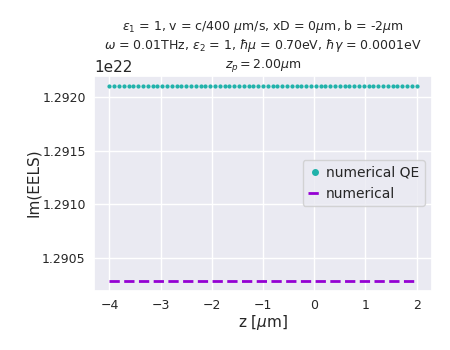 ε₁ = 1, v = c/400 μm/s, xD = 0μm, b = -2μm
ω = 0.01THz, ε₂ = 1, ħμ = 0.70eV, ħγ = 0.0001eV
z_p = 2.00μm
1e22
1.2920
1.2915
1.2910
1.2905
Im(EELS)
numerical QE
numerical
−4 −3 −2 −1 0 1 2
z [μm]